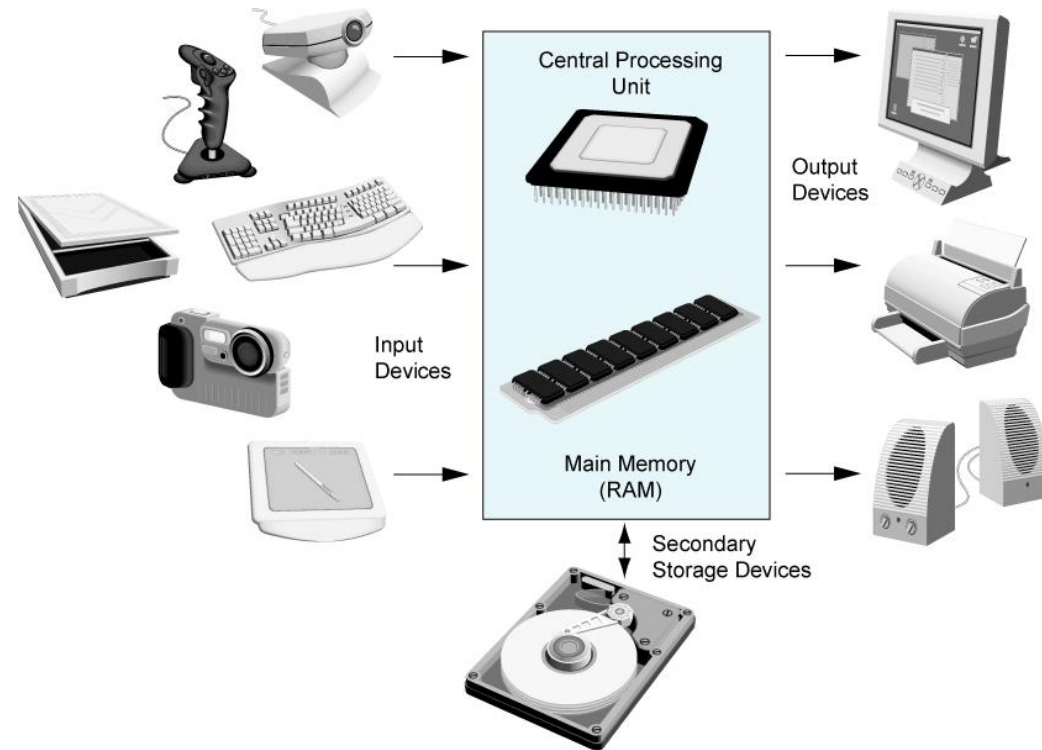 Central Processing
Unit
Output
Devices
Input
Devices
Main Memory
(RAM)
Secondary
Storage Devices